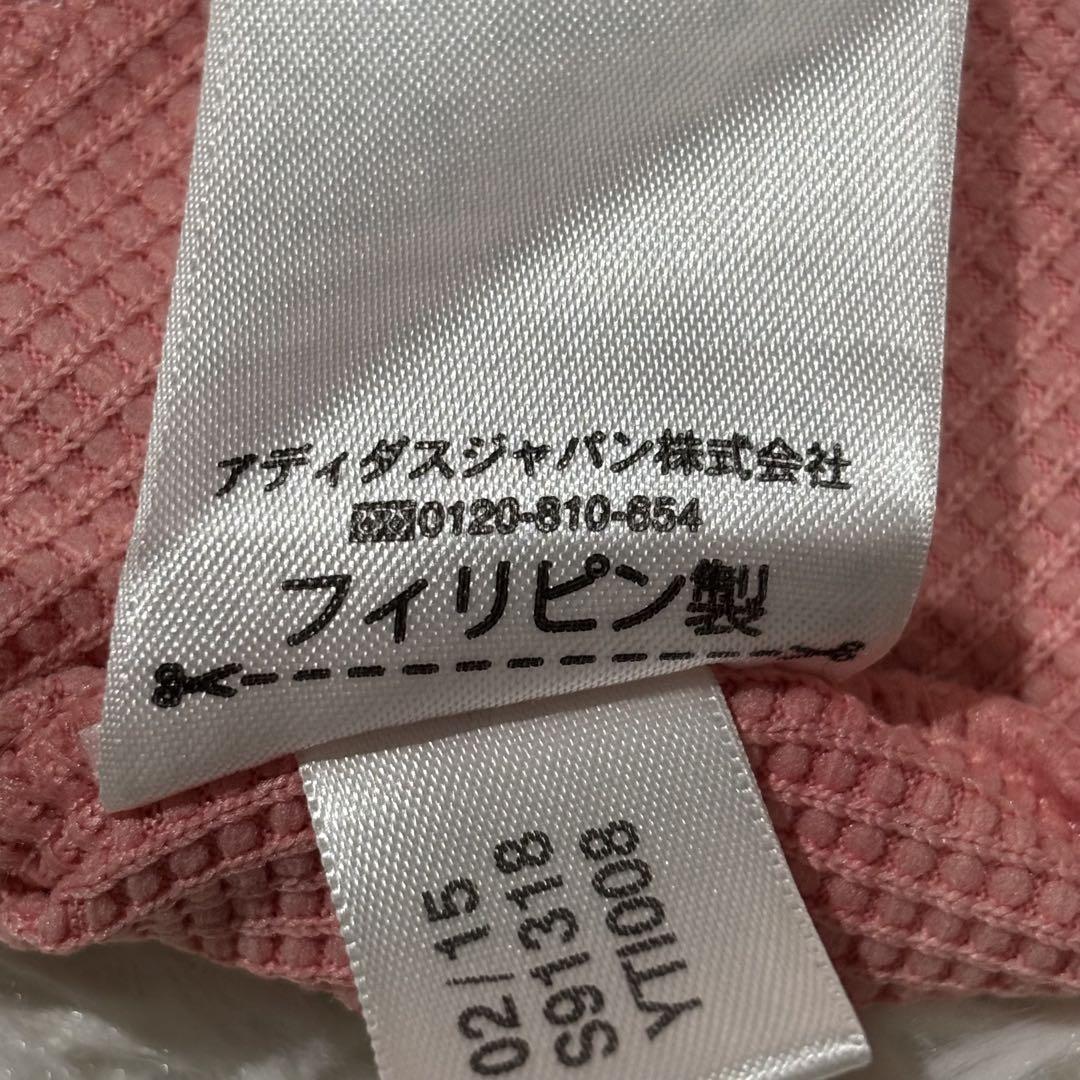 アディダスジャパン株式会社
0120-810-654
フィリピン製
02/15
S91318
YTI008